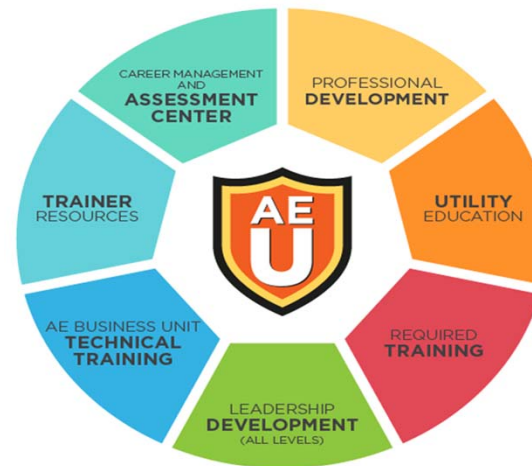 CAREER MANAGEMENT
AND
ASSESSMENT
CENTER
PROFESSIONAL
DEVELOPMENT
UTILITY
EDUCATION
REQUIRED
TRAINING
LEADERSHIP
DEVELOPMENT
(ALL LEVELS)
AE BUSINESS UNIT
TECHNICAL
TRAINING
TRAINER
RESOURCES
AE
U